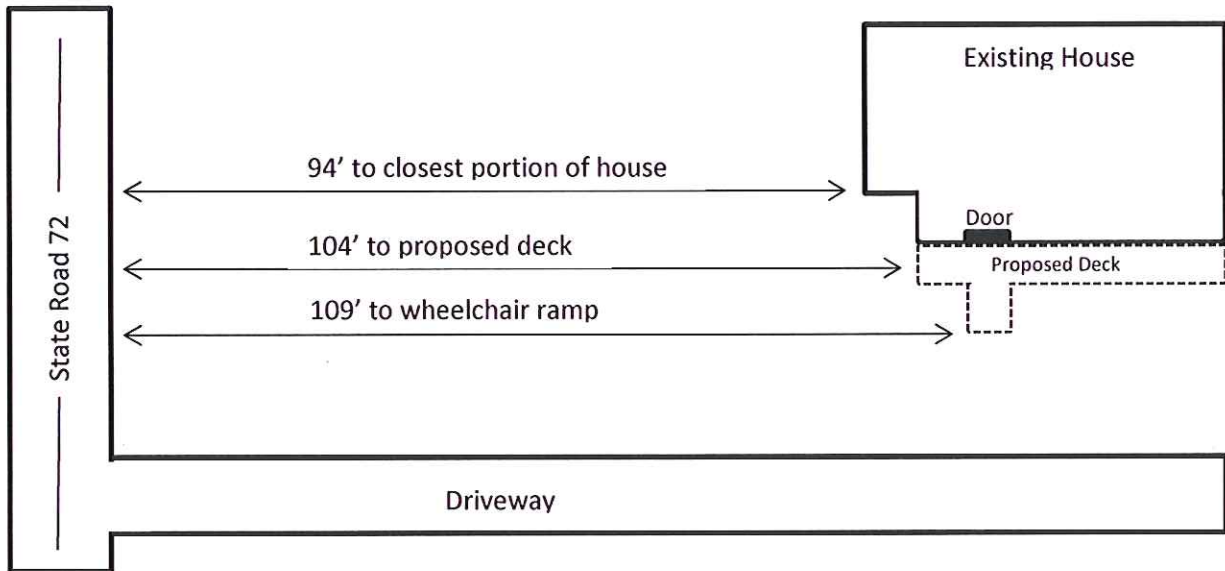 Existing House
94’ to closest portion of house
State Road 72
Door
104’ to proposed deck
Proposed Deck
109’ to wheelchair ramp
Driveway